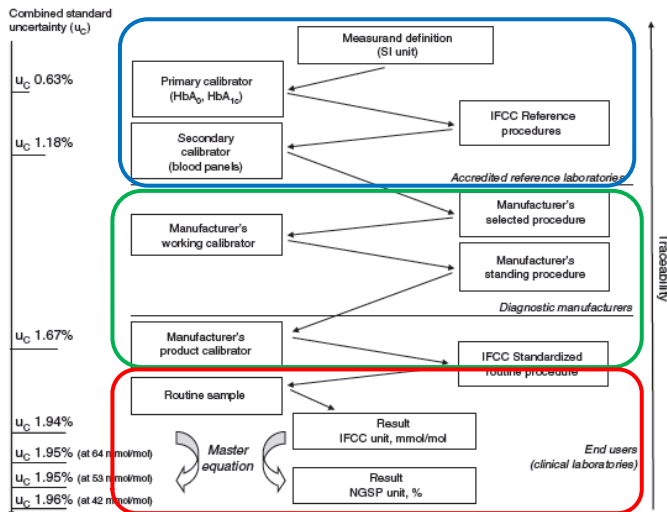 Combined standard
uncertainty (uC)
Measurand definition
(SI unit)
uC 0.63%
Primary calibrator
(HbA0, HbA1c)
IFCC Reference
procedures
uC 1.18%
Secondary
calibrator
(blood panels)
Accredited reference laboratories
Manufacturer's
selected procedure
Manufacturer's
working calibrator
Manufacturer's
standing procedure
Traceability
Diagnostic manufacturers
uC 1.67%
Manufacturer's
product calibrator
IFCC Standardized
routine procedure
Routine sample
uC 1.94%
Result
IFCC unit, mmol/mol
uC 1.95% (at 64 mmol/mol)
Master
equation
End users
(clinical laboratories)
uC 1.95% (at 53 mmol/mol)
Result
NGSP unit, %
uC 1.96% (at 42 mmol/mol)